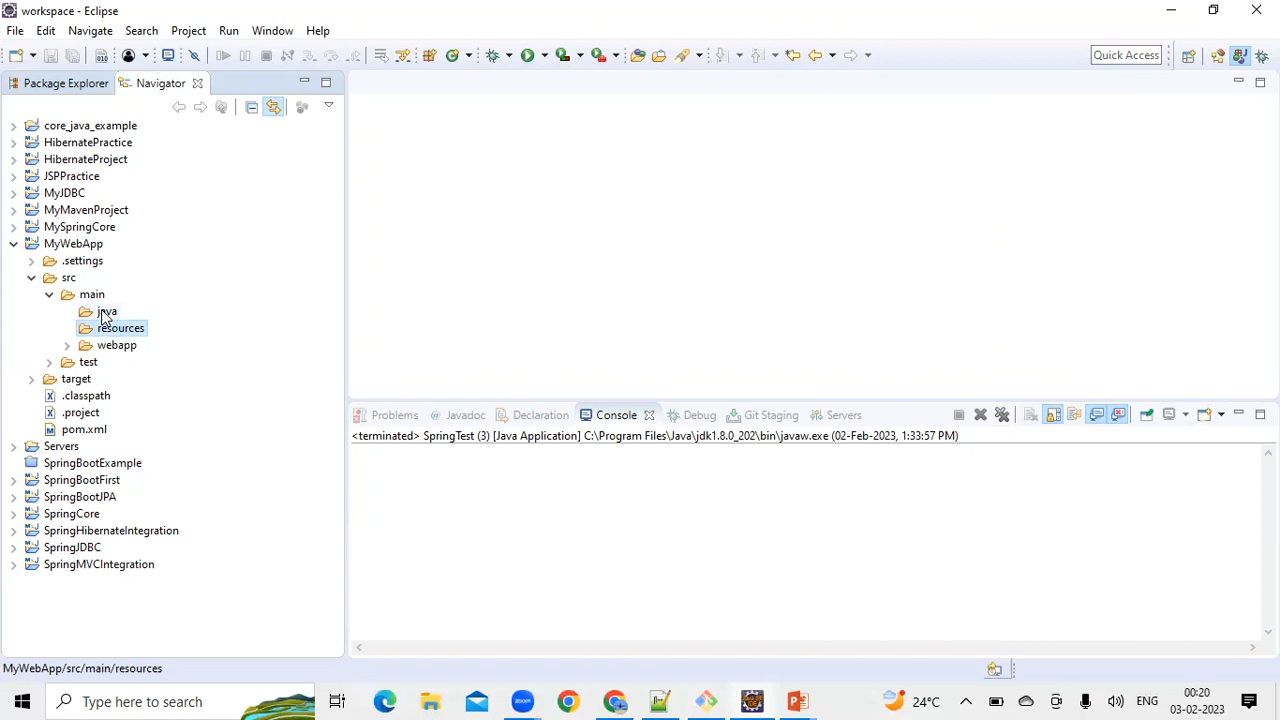 workspace - Eclipse
File Edit Navigate Search Project Run Window Help
Quick Access
Package Explorer Navigator
core_java_example
HibernatePractice
HibernateProject
JSPPractice
MyJDBC
MyMavenProject
MySpringCore
MyWebApp
.settings
src
main
java
resources
webapp
test
target
.classpath
.project
pom.xml
Servers
SpringBootExample
SpringBootFirst
SpringBootJPA
SpringCore
SpringHibernateIntegration
SpringJDBC
SpringMVCIntegration
Problems Javadoc Declaration Console Debug Git Staging Servers
<terminated> SpringTest (3) [Java Application] C:\Program Files\Java\jdk1.8.0_202\bin\javaw.exe (02-Feb-2023, 1:33:57 PM)
MyWebApp/src/main/resources
Type here to search
zoom
24°C
ENG
00:20
03-02-2023